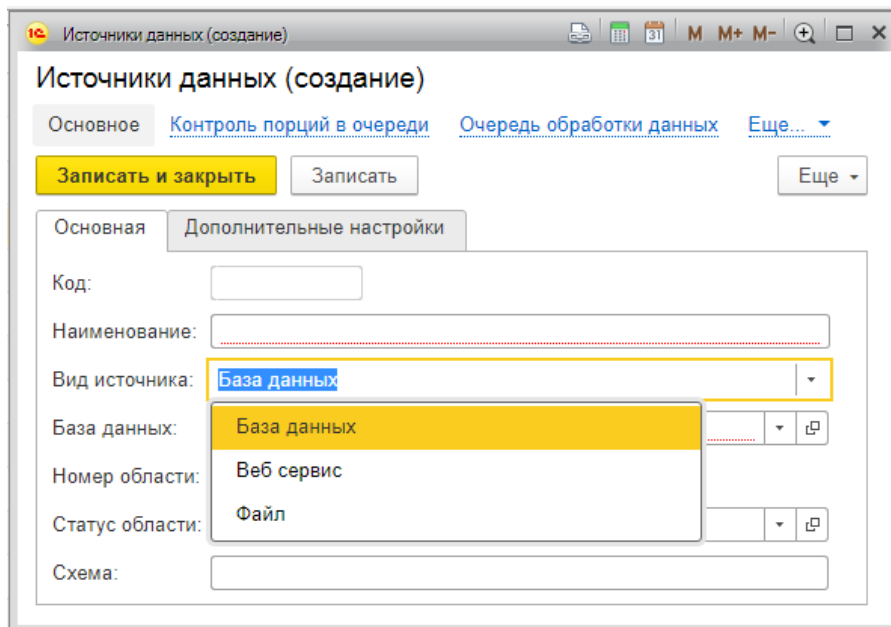 1С Источники данных (создание) 31 M M+ M-
Источники данных (создание)
Основное Контроль порций в очереди Очередь обработки данных Еще...
Записать и закрыть Записать Еще
Основная Дополнительные настройки
Код:
Наименование:
Вид источника: База данных
База данных: База данных
Веб сервис
Номер области:
Файл
Статус области:
Схема: